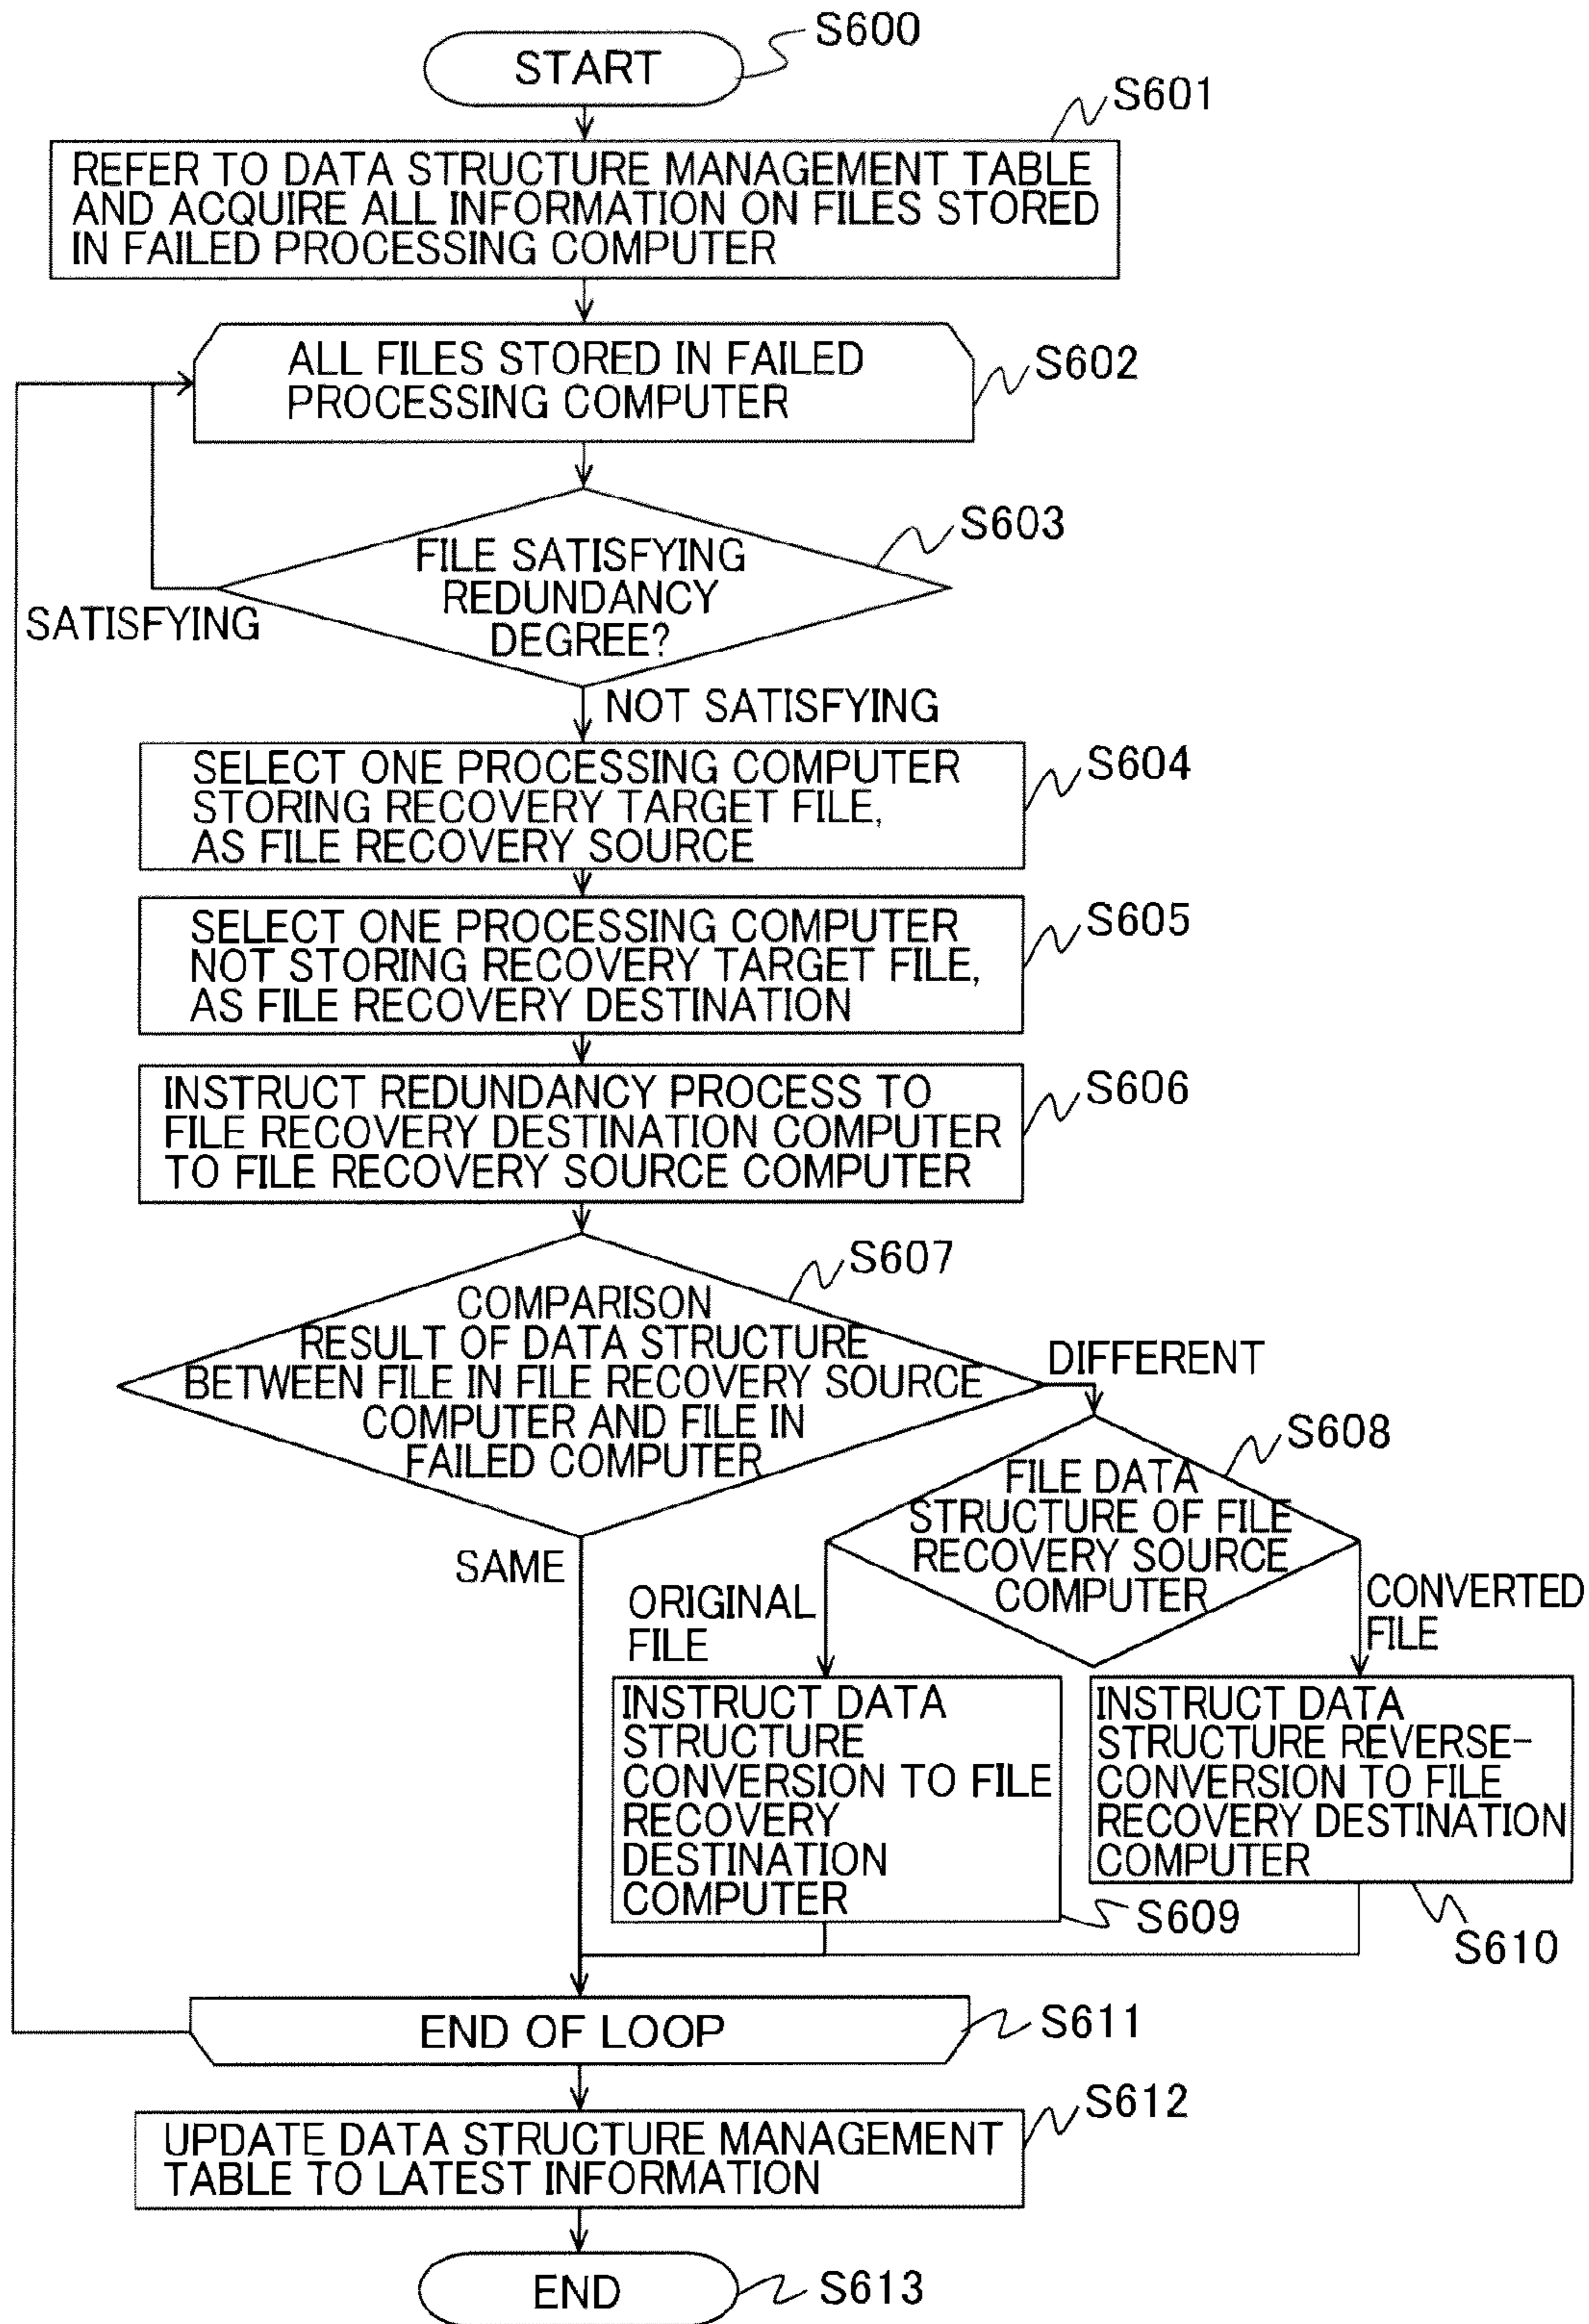 START
S600
S601
REFER TO DATA STRUCTURE MANAGEMENT TABLE
AND ACQUIRE ALL INFORMATION ON FILES STORED
IN FAILED PROCESSING COMPUTER
ALL FILES STORED IN FAILED
PROCESSING COMPUTER
S602
S603
FILE SATISFYING
REDUNDANCY
DEGREE?
SATISFYING
NOT SATISFYING
SELECT ONE PROCESSING COMPUTER
STORING RECOVERY TARGET FILE,
AS FILE RECOVERY SOURCE
S604
SELECT ONE PROCESSING COMPUTER
NOT STORING RECOVERY TARGET FILE,
AS FILE RECOVERY DESTINATION
S605
INSTRUCT REDUNDANCY PROCESS TO
FILE RECOVERY DESTINATION COMPUTER
TO FILE RECOVERY SOURCE COMPUTER
S606
S607
COMPARISON
RESULT OF DATA STRUCTURE
BETWEEN FILE IN FILE RECOVERY SOURCE
COMPUTER AND FILE IN
FAILED COMPUTER
DIFFERENT
SAME
S608
FILE DATA
STRUCTURE OF FILE
RECOVERY SOURCE
COMPUTER
ORIGINAL
FILE
CONVERTED
FILE
INSTRUCT DATA
STRUCTURE
CONVERSION TO FILE
RECOVERY
DESTINATION
COMPUTER
S609
INSTRUCT DATA
STRUCTURE REVERSE-
CONVERSION TO FILE
RECOVERY DESTINATION
COMPUTER
S610
END OF LOOP
S611
S612
UPDATE DATA STRUCTURE MANAGEMENT
TABLE TO LATEST INFORMATION
END
S613